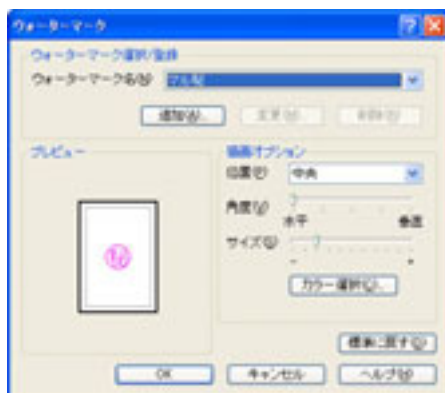 ウォーターマーク
ウォーターマーク選択/登録
ウォーターマーク名(W) マル秘
追加(A)... 変更(M)... 削除(D)
プレビュー
描画オプション
位置(P) 中央
角度(V)
水平 垂直
サイズ(S)
- +
カラー選択(C)...
標準に戻す(D)
OK キャンセル ヘルプ(H)